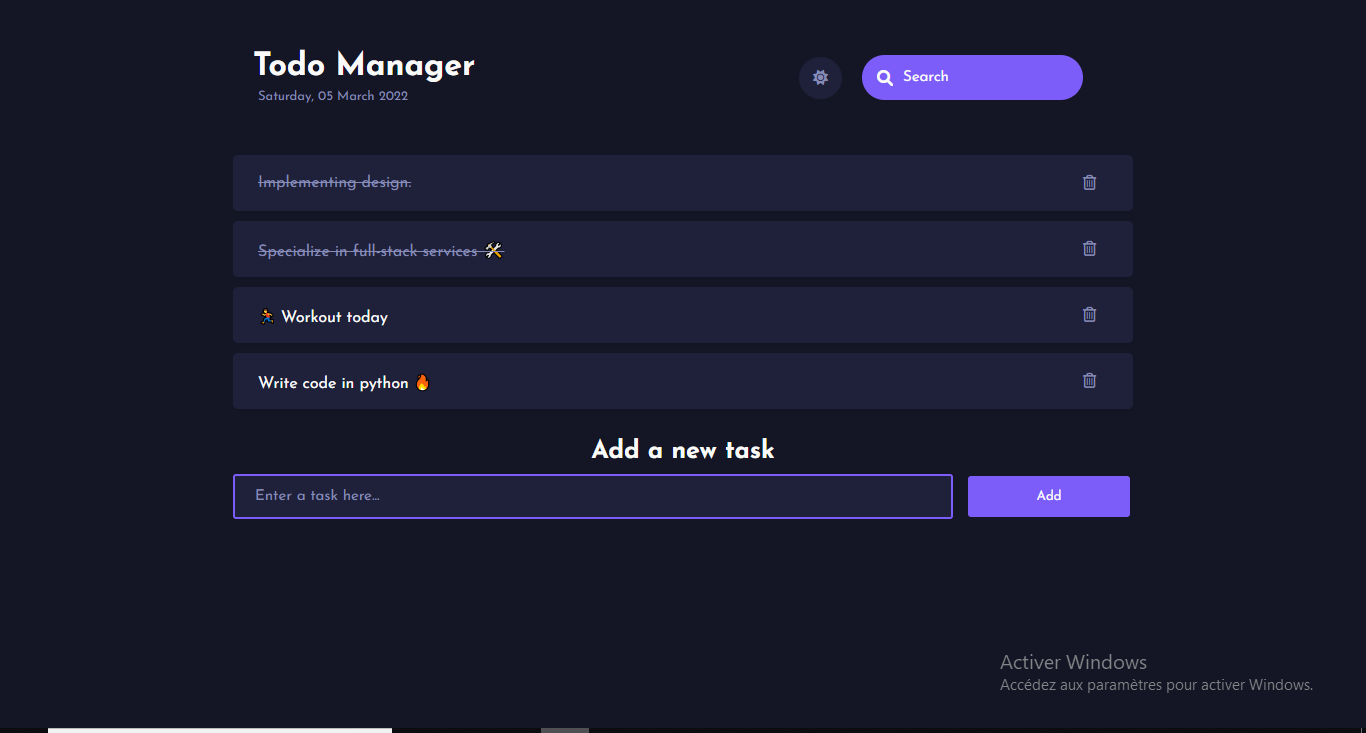 Todo Manager
Saturday, 05 March 2022
Search
Implementing design.
Specialize in full-stack services 🛠
🏃 Workout today
Write code in python 🔥
Add a new task
Enter a task here...
Add
Activer Windows
Accédez aux paramètres pour activer Windows.